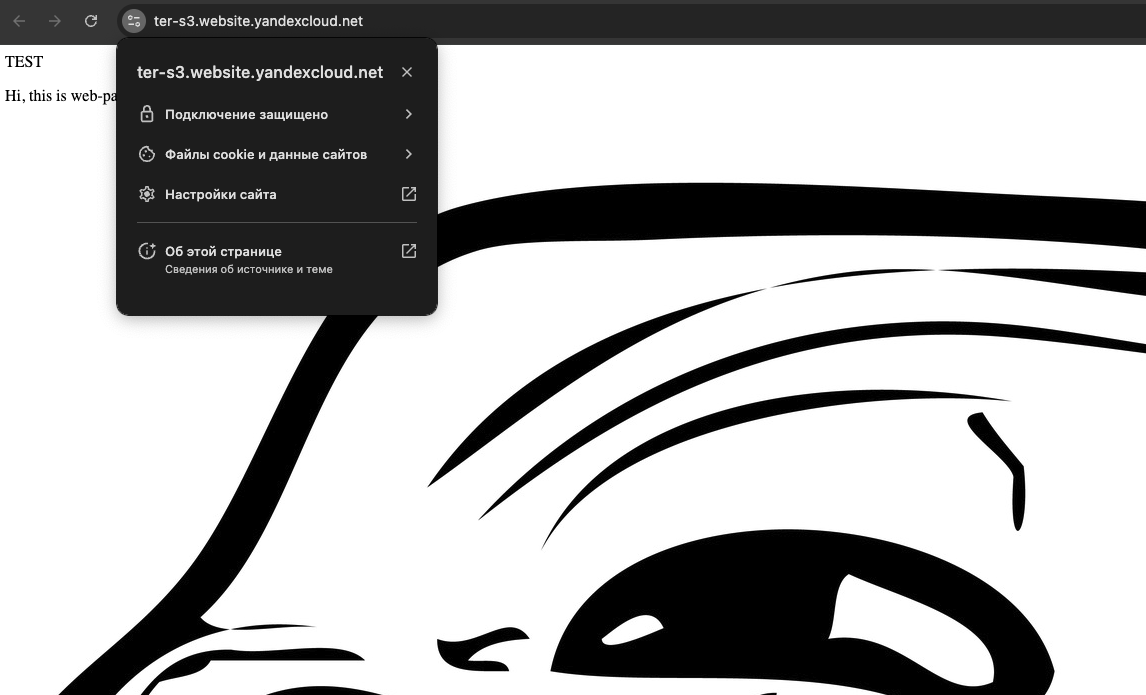 ter-s3.website.yandexcloud.net
TEST
Hi, this is web-pa
ter-s3.website.yandexcloud.net
Подключение защищено
Файлы cookie и данные сайтов
Настройки сайта
Об этой странице
Сведения об источнике и теме